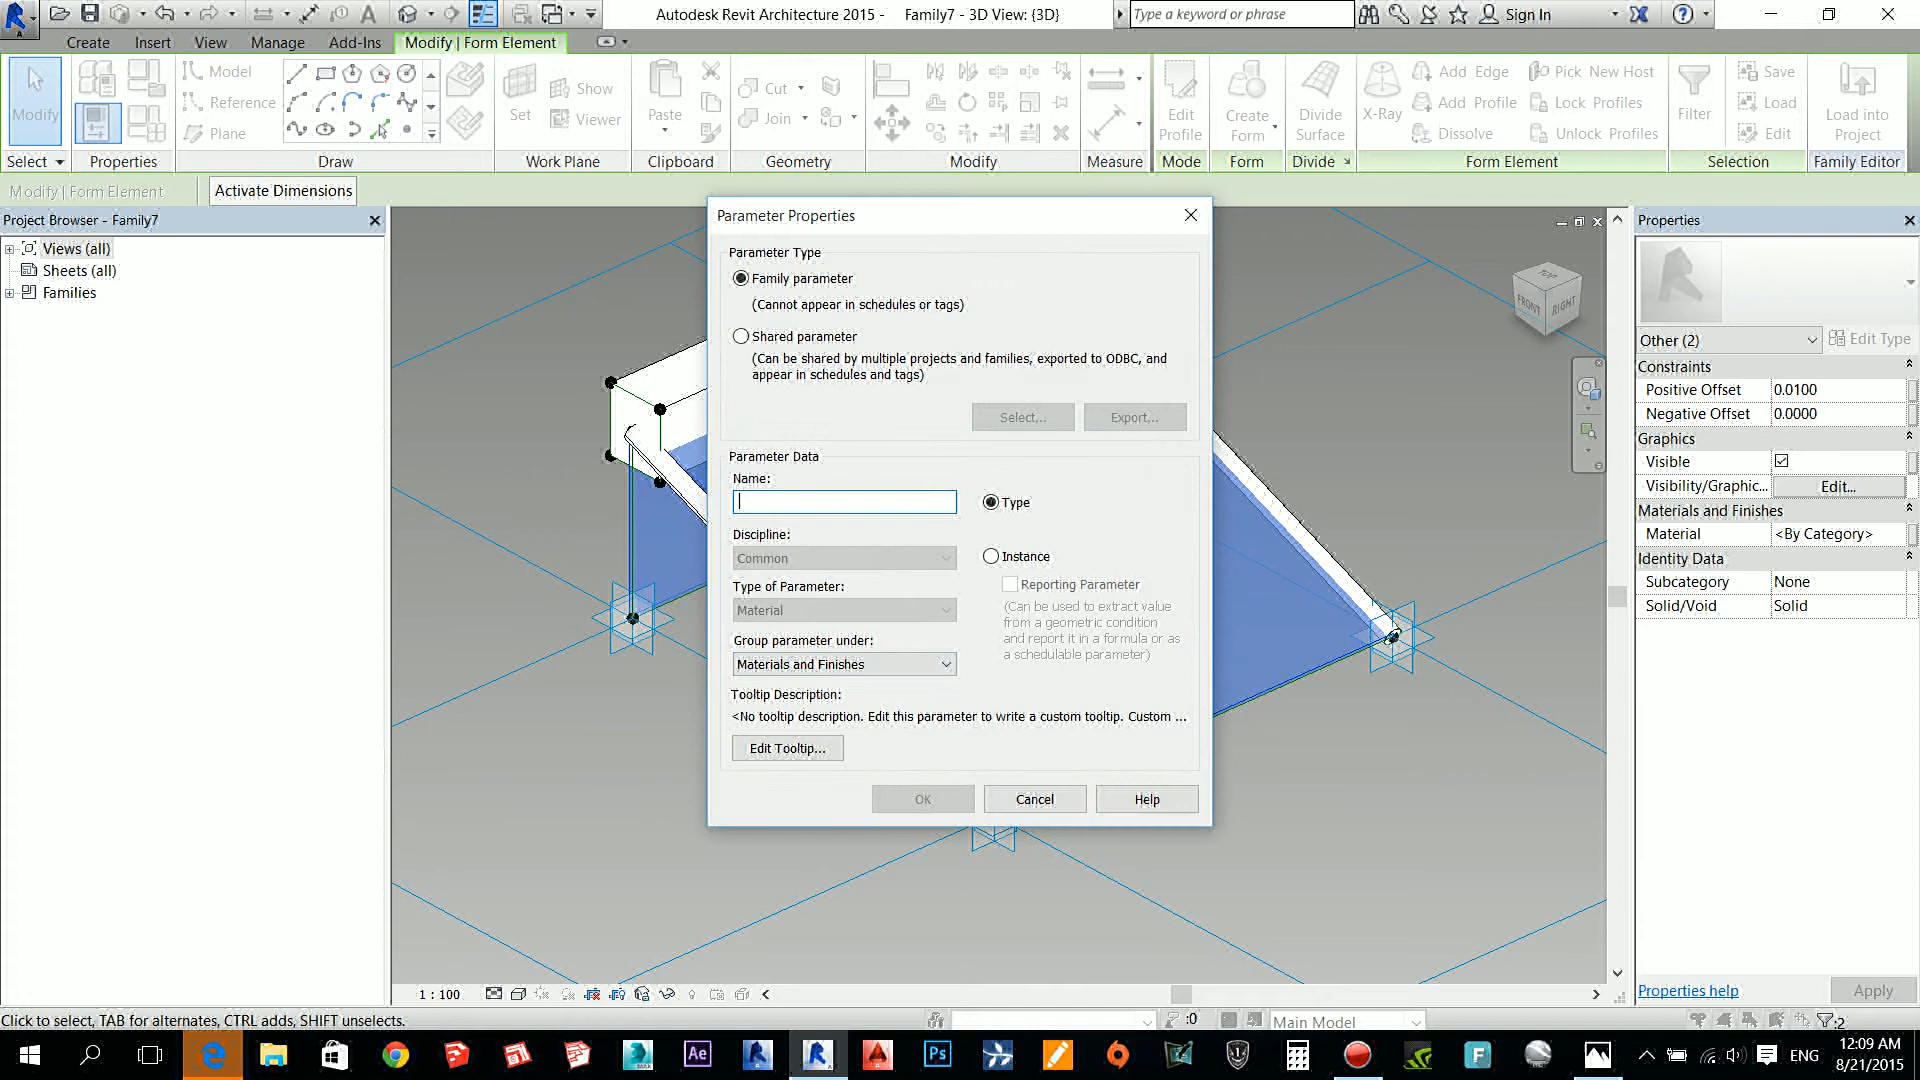 Autodesk Revit Architecture 2015 -    Family7 - 3D View: {3D}
Type a keyword or phrase
Sign In
Create
Insert
View
Manage
Add-Ins
Modify | Form Element
Modify
Model
Reference
Plane
Set
Show
Viewer
Paste
Cut
Join
Edit
Profile
Create
Form
Divide
Surface
X-Ray
Add Edge
Add Profile
Dissolve
Pick New Host
Lock Profiles
Unlock Profiles
Filter
Save
Load
Edit
Load into
Project
Select
Properties
Draw
Work Plane
Clipboard
Geometry
Modify
Measure
Mode
Form
Divide
Form Element
Selection
Family Editor
Modify | Form Element
Activate Dimensions
Project Browser - Family7
Views (all)
Sheets (all)
Families
Parameter Properties
Parameter Type
Family parameter
(Cannot appear in schedules or tags)
Shared parameter
(Can be shared by multiple projects and families, exported to ODBC, and
appear in schedules and tags)
Select...
Export...
Parameter Data
Name:
Type
Discipline:
Common
Instance
Type of Parameter:
Reporting Parameter
Material
(Can be used to extract value
from a geometric condition
and report it in a formula or as
a schedulable parameter)
Group parameter under:
Materials and Finishes
Tooltip Description:
<No tooltip description. Edit this parameter to write a custom tooltip. Custom ...
Edit Tooltip...
OK
Cancel
Help
TOP
FRONT
RIGHT
Properties
Other (2)
Edit Type
Constraints
Positive Offset 0.0100
Negative Offset 0.0000
Graphics
Visible
Visibility/Graphic... Edit...
Materials and Finishes
Material <By Category>
Identity Data
Subcategory None
Solid/Void Solid
Properties help
Apply
1 : 100
Click to select, TAB for alternates, CTRL adds, SHIFT unselects.
:0
Main Model
:2
Ae
Ps
F
ENG
12:09 AM
8/21/2015